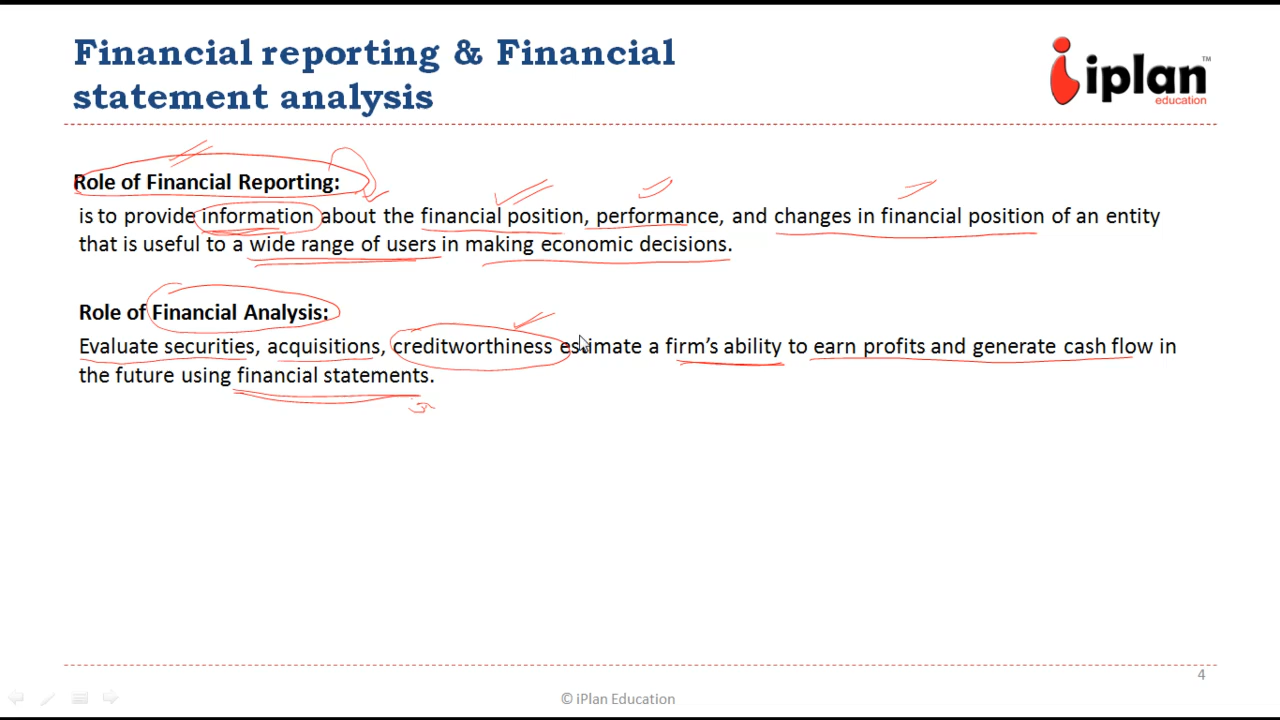 Financial reporting & Financial
statement analysis
iplan™
education
Role of Financial Reporting:
is to provide information about the financial position, performance, and changes in financial position of an entity
that is useful to a wide range of users in making economic decisions.
Role of Financial Analysis:
Evaluate securities, acquisitions, creditworthiness estimate a firm’s ability to earn profits and generate cash flow in
the future using financial statements.
4
© iPlan Education